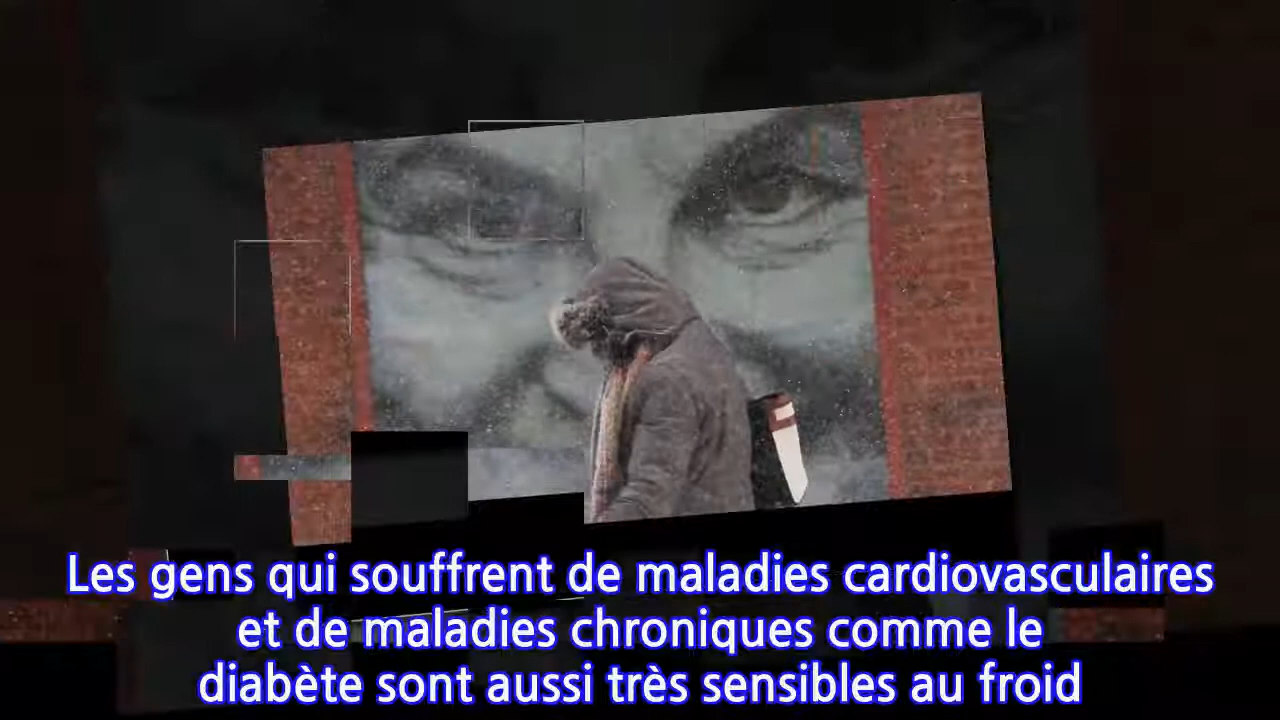 Les gens qui souffrent de maladies cardiovasculaires
et de maladies chroniques comme le
diabète sont aussi très sensibles au froid